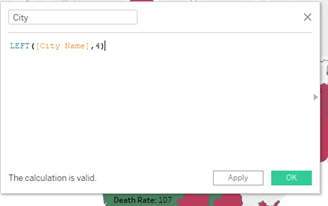 City
LEFT([City Name],4)
The calculation is valid.
Apply
OK
Death Rate: 107